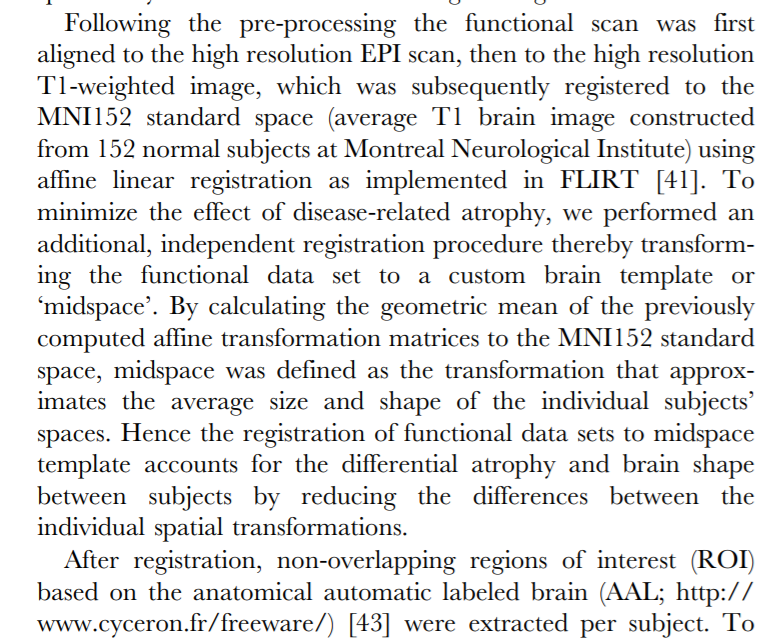 Following the pre-processing the functional scan was first
aligned to the high resolution EPI scan, then to the high resolution
T1-weighted image, which was subsequently registered to the
MNI152 standard space (average T1 brain image constructed
from 152 normal subjects at Montreal Neurological Institute) using
affine linear registration as implemented in FLIRT [41]. To
minimize the effect of disease-related atrophy, we performed an
additional, independent registration procedure thereby transform-
ing the functional data set to a custom brain template or
‘midspace’. By calculating the geometric mean of the previously
computed affine transformation matrices to the MNI152 standard
space, midspace was defined as the transformation that approx-
imates the average size and shape of the individual subjects’
spaces. Hence the registration of functional data sets to midspace
template accounts for the differential atrophy and brain shape
between subjects by reducing the differences between the
individual spatial transformations.
After registration, non-overlapping regions of interest (ROI)
based on the anatomical automatic labeled brain (AAL; http://
www.cyceron.fr/freeware/) [43] were extracted per subject. To